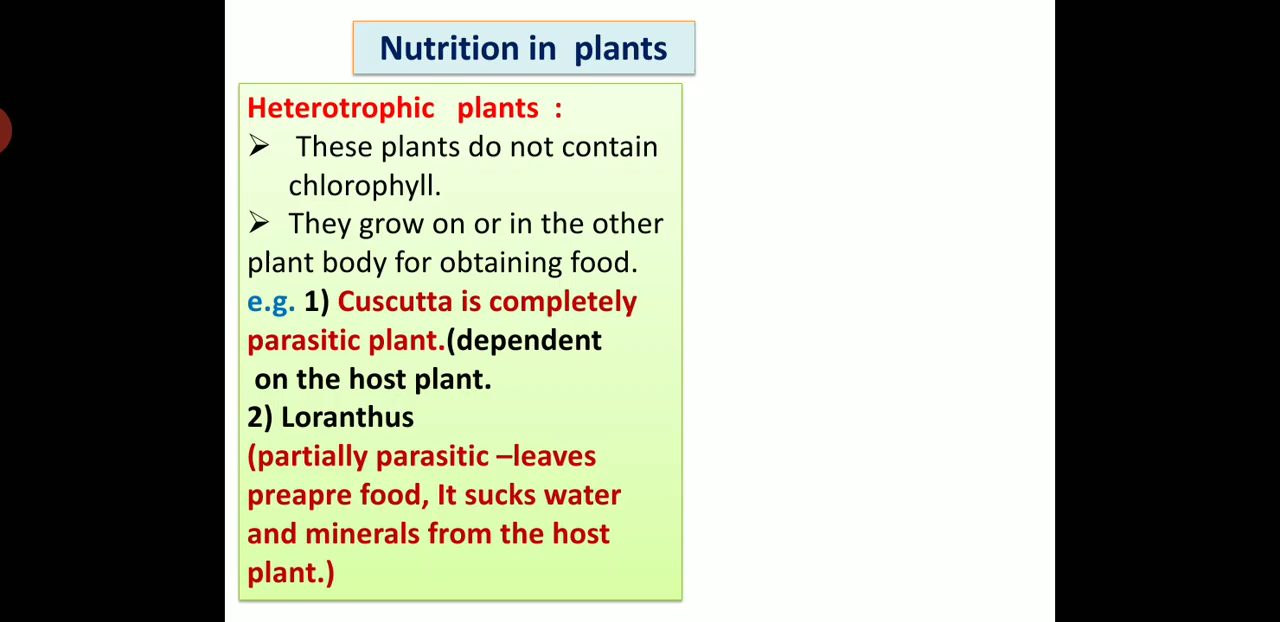 Nutrition in plants
Heterotrophic plants :
➢ These plants do not contain
chlorophyll.
➢ They grow on or in the other
plant body for obtaining food.
e.g. 1) Cuscutta is completely
parasitic plant.(dependent
on the host plant.
2) Loranthus
(partially parasitic –leaves
preapre food, It sucks water
and minerals from the host
plant.)